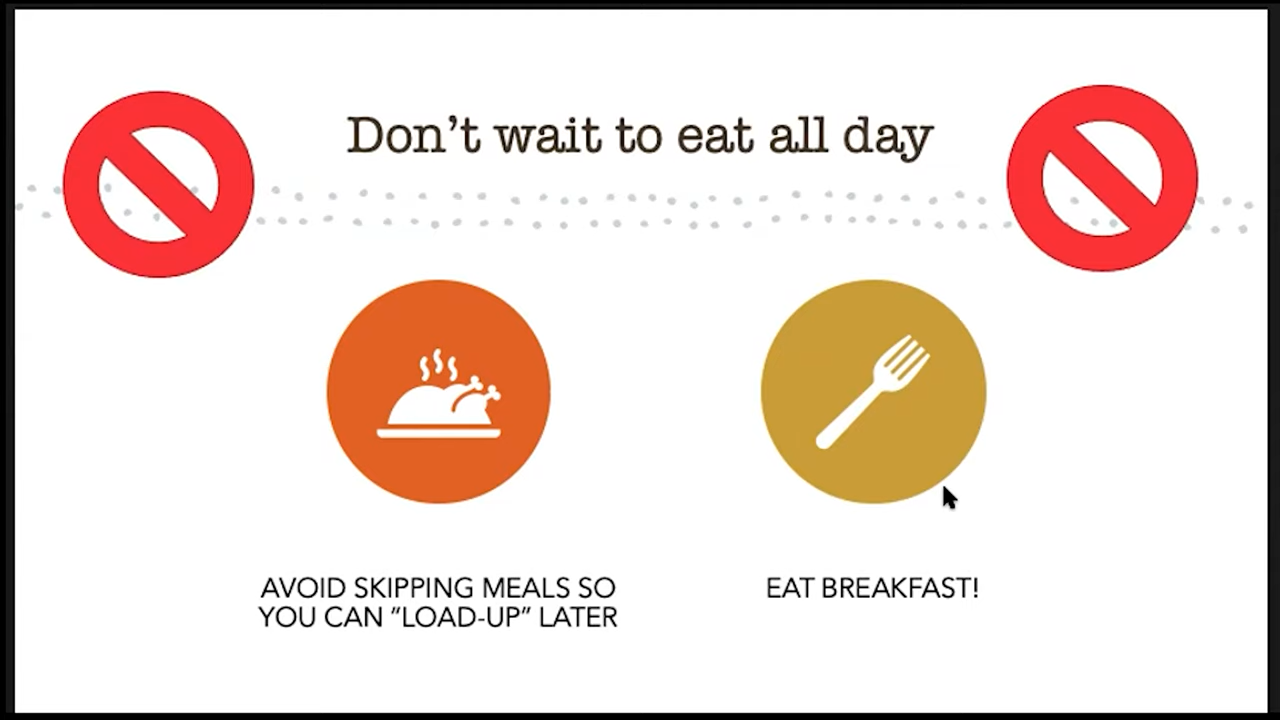 Don’t wait to eat all day
AVOID SKIPPING MEALS SO
YOU CAN “LOAD-UP” LATER
EAT BREAKFAST!